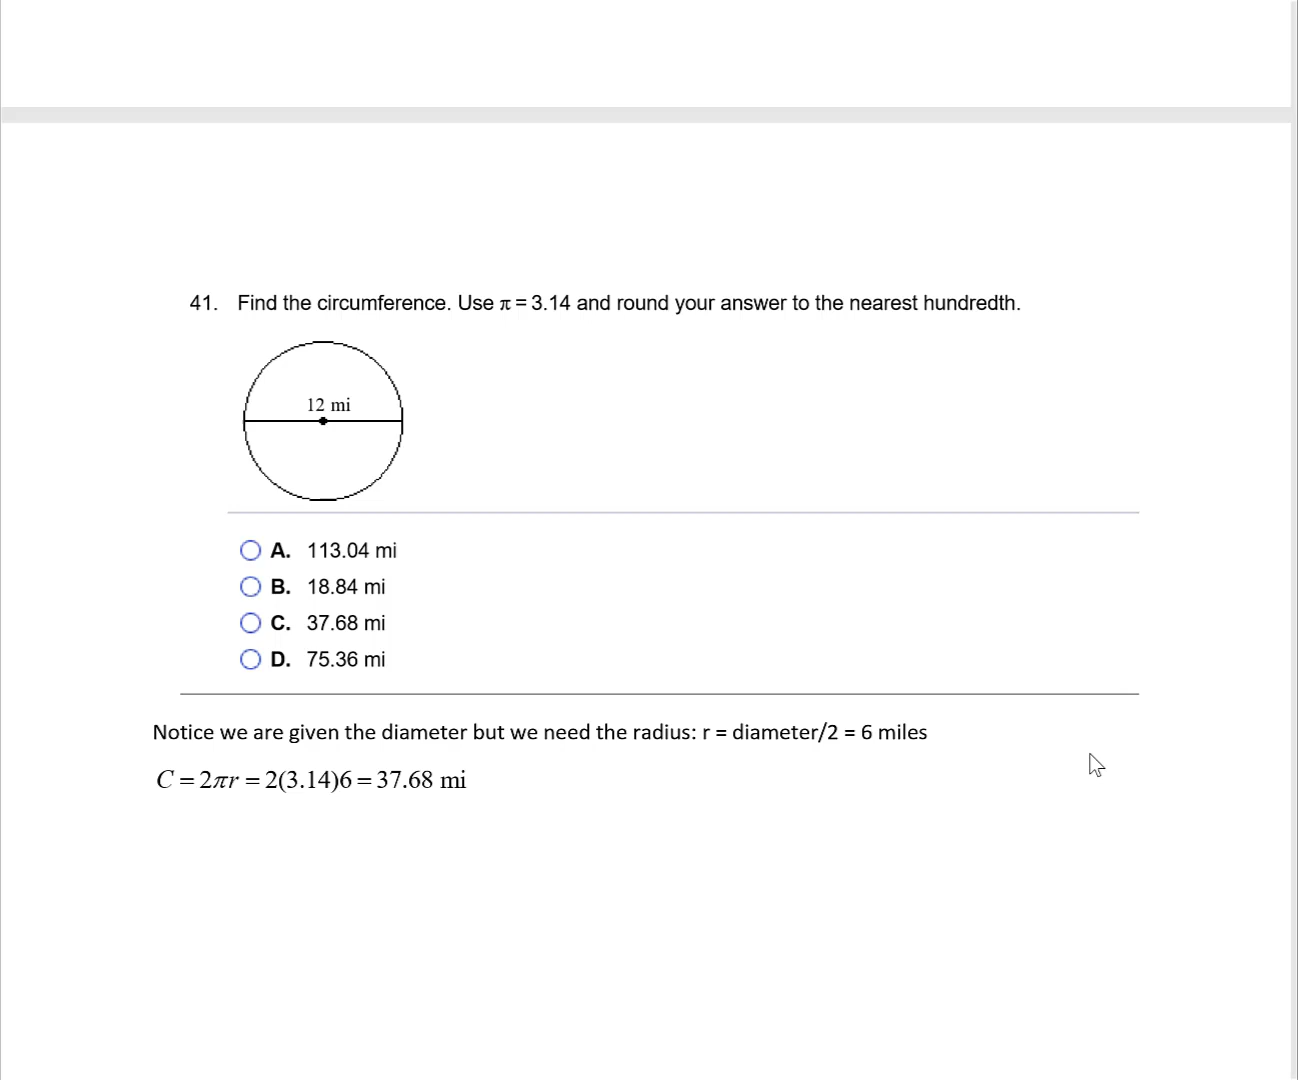 41. Find the circumference. Use π = 3.14 and round your answer to the nearest hundredth.
12 mi
A. 113.04 mi
B. 18.84 mi
C. 37.68 mi
D. 75.36 mi
Notice we are given the diameter but we need the radius: r = diameter/2 = 6 miles
C = 2πr = 2(3.14)6 = 37.68 mi